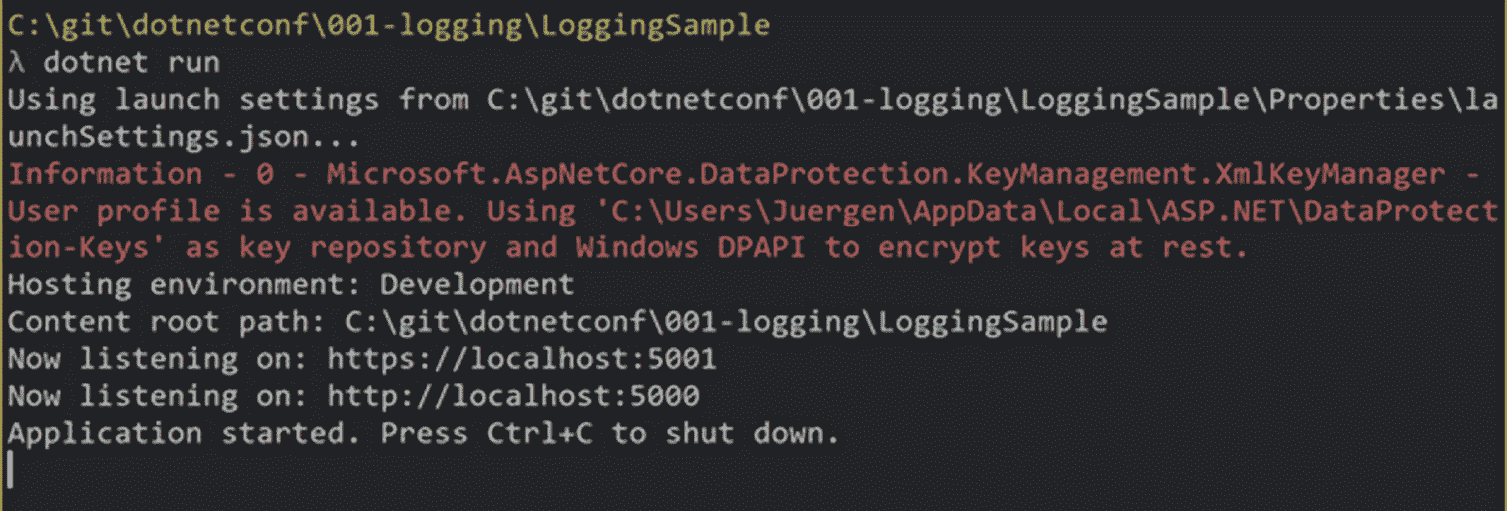 C:\git\dotnetconf\001-logging\LoggingSample
λ dotnet run
Using launch settings from C:\git\dotnetconf\001-logging\LoggingSample\Properties\la
unchSettings.json...
Information - 0 - Microsoft.AspNetCore.DataProtection.KeyManagement.XmlKeyManager -
User profile is available. Using 'C:\Users\Juergen\AppData\Local\ASP.NET\DataProtect
ion-Keys' as key repository and Windows DPAPI to encrypt keys at rest.
Hosting environment: Development
Content root path: C:\git\dotnetconf\001-logging\LoggingSample
Now listening on: https://localhost:5001
Now listening on: http://localhost:5000
Application started. Press Ctrl+C to shut down.